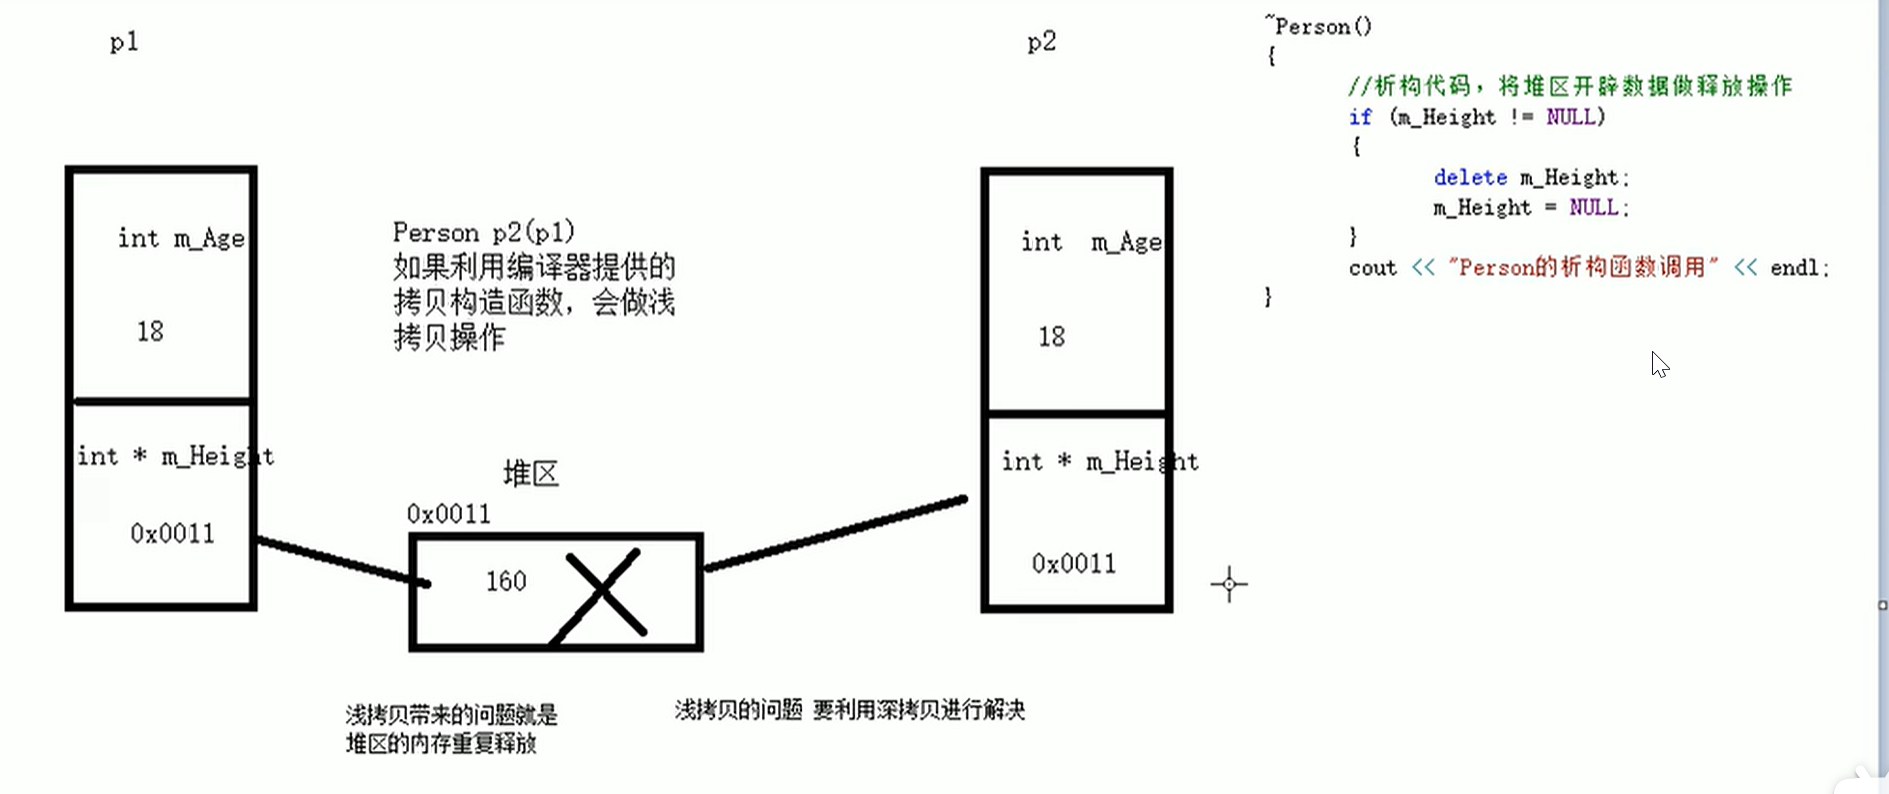 p1
int m_Age
18
int * m_Height
0x0011
Person p2(p1)
如果利用编译器提供的
拷贝构造函数，会做浅
拷贝操作
堆区
0x0011
160
浅拷贝带来的问题就是
堆区的内存重复释放
浅拷贝的问题 要利用深拷贝进行解决
p2
int m_Age
18
int * m_Height
0x0011
~Person()
{
//析构代码，将堆区开辟数据做释放操作
if (m_Height != NULL)
{
delete m_Height;
m_Height = NULL;
}
cout << "Person的析构函数调用" << endl;
}